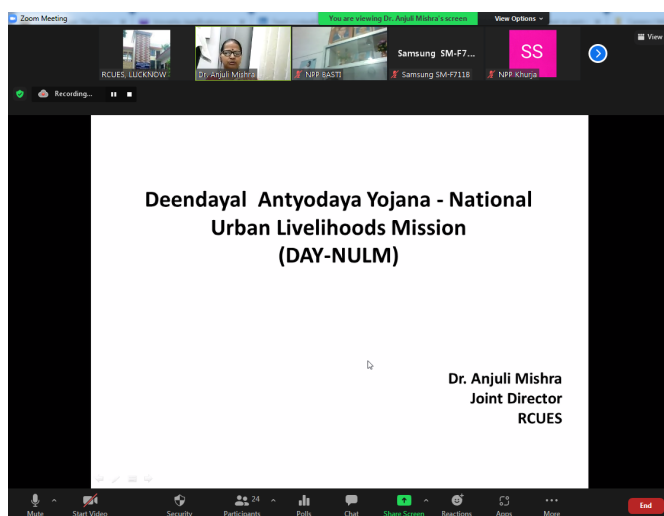 Zoom Meeting
You are viewing Dr. Anjuli Mishra's screen
View Options
View
RCUES, LUCKNOW
Dr. Anjuli Mishra
NPP BASTI
Samsung SM-F7...
Samsung SM-F711B
SS
NPP Khurja
Recording...
Deendayal Antyodaya Yojana - National
Urban Livelihoods Mission
(DAY-NULM)
Dr. Anjuli Mishra
Joint Director
RCUES
Mute
Start Video
Security
24
Participants
Polls
Chat
Share Screen
Reactions
Apps
More
End